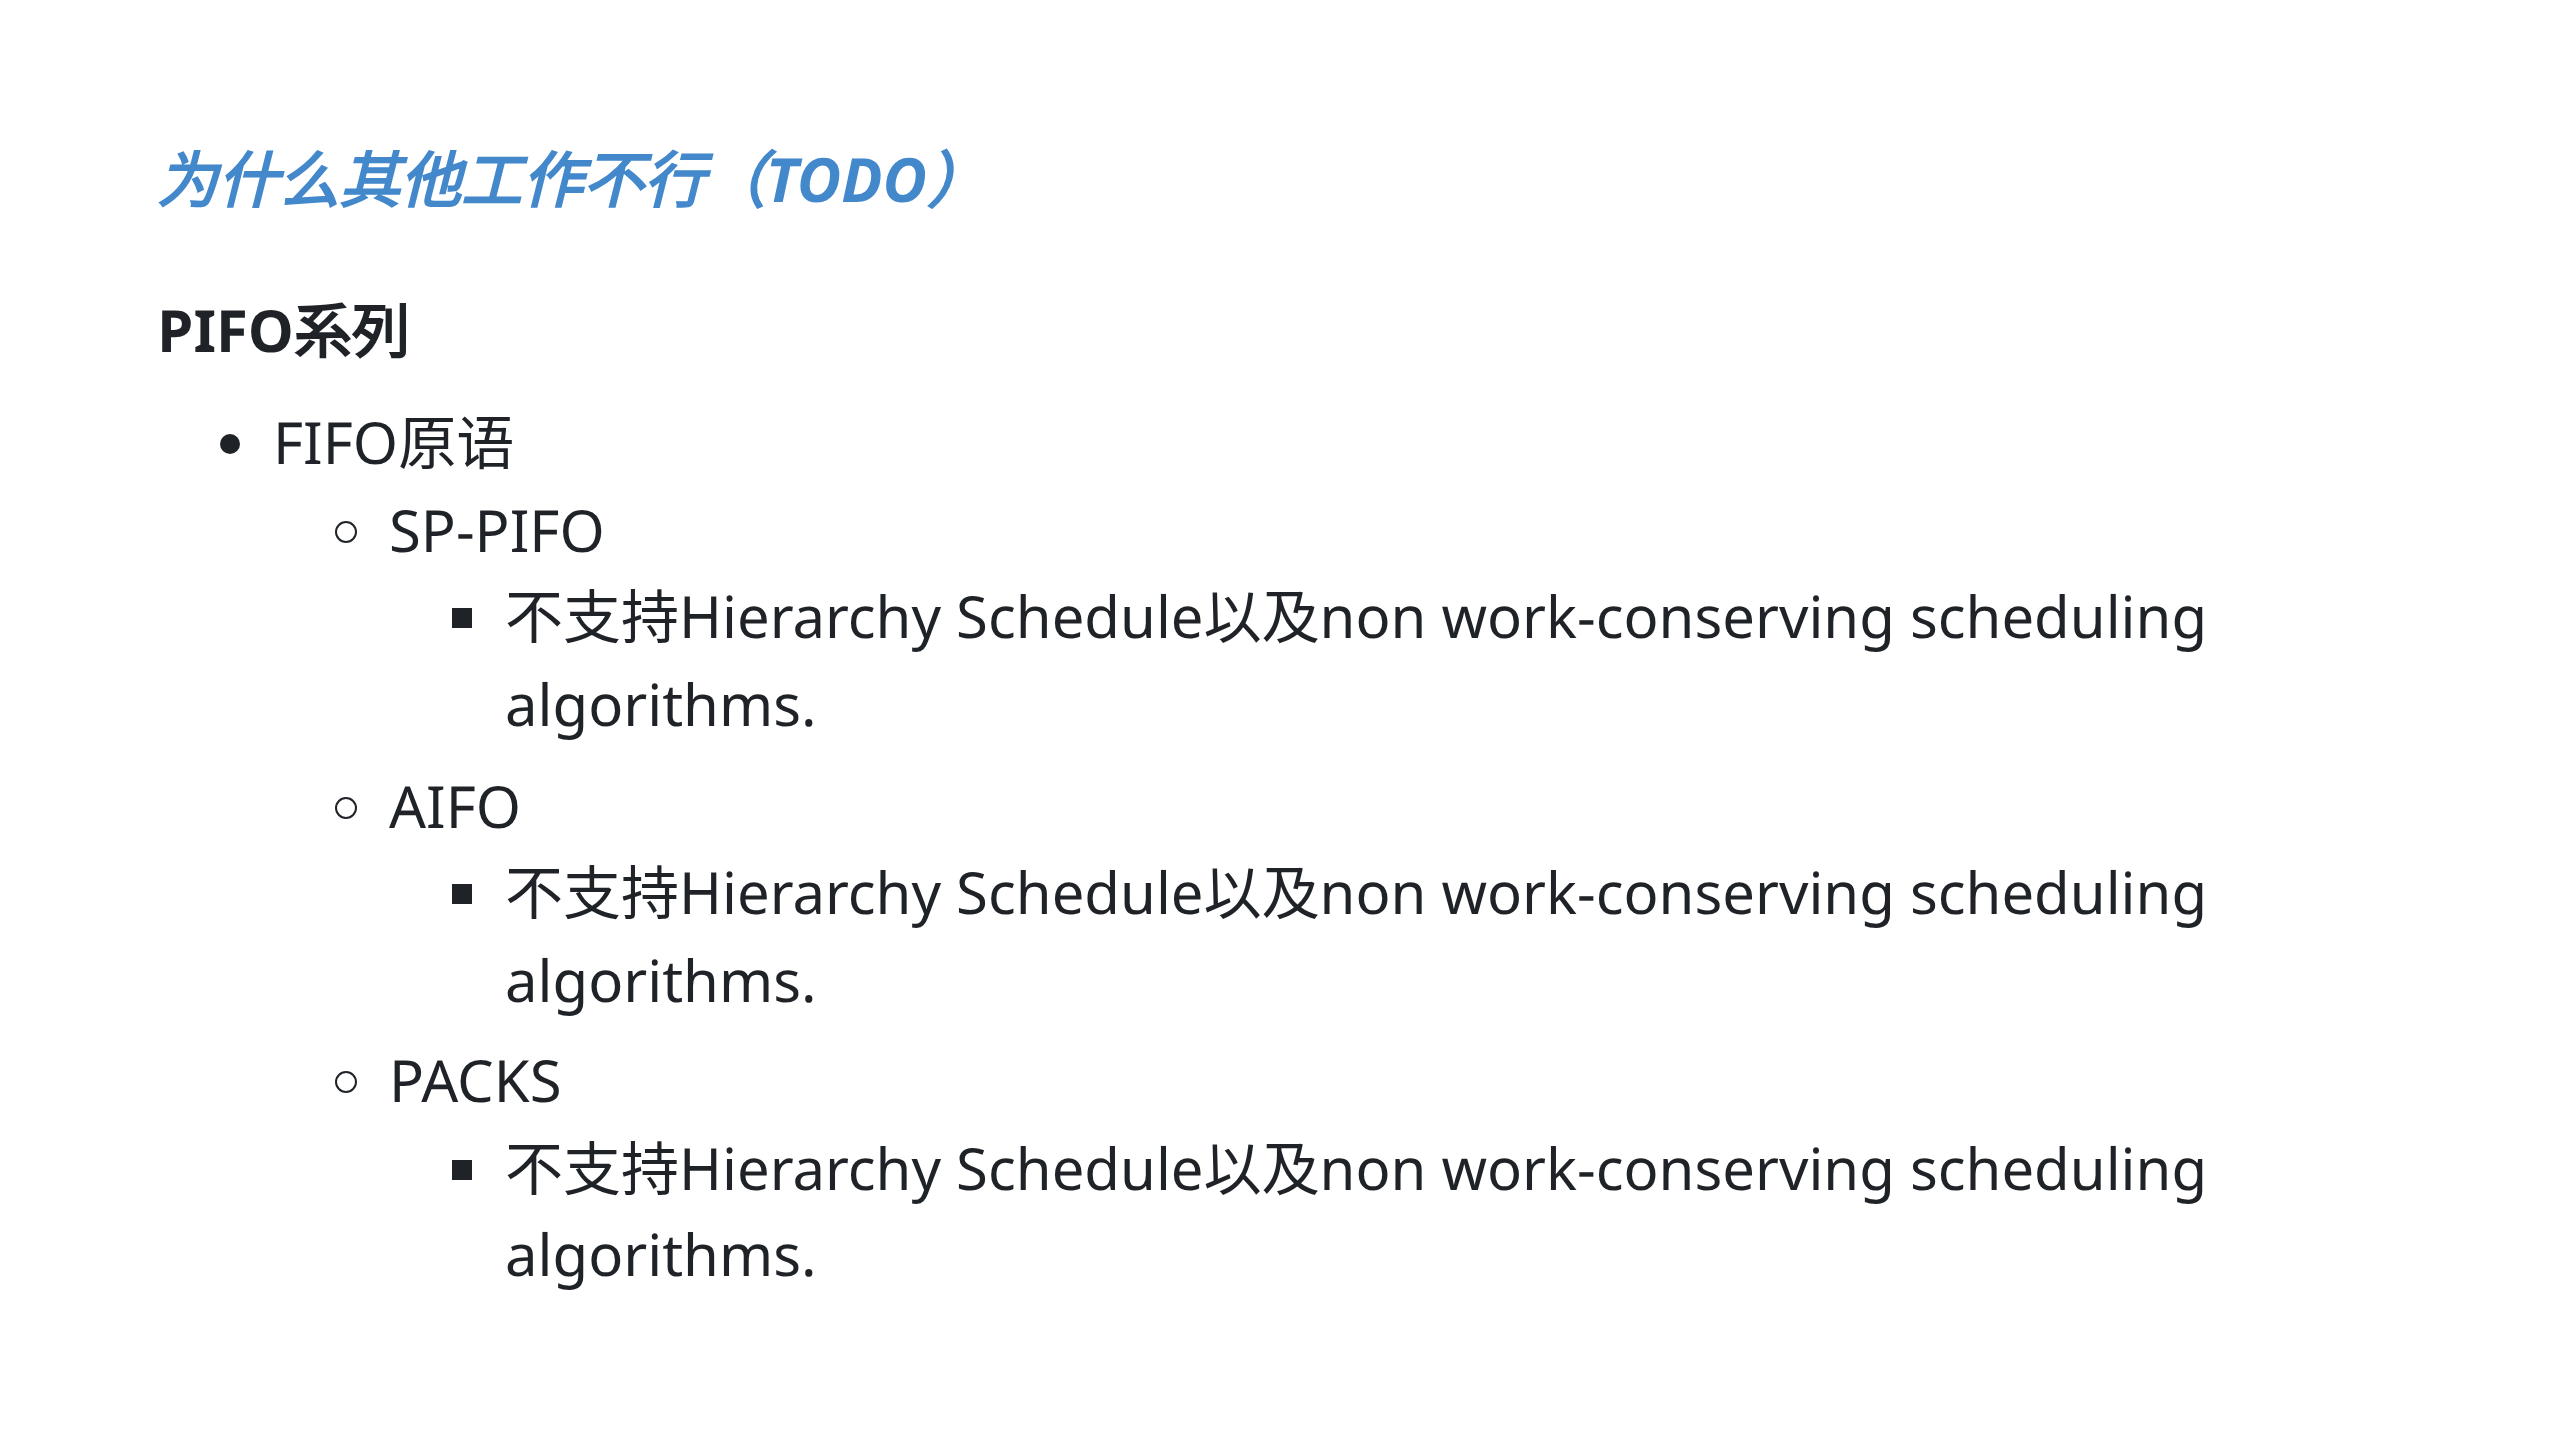 为什么其他工作不行（TODO）
PIFO系列
FIFO原语
SP-PIFO
不支持Hierarchy Schedule以及non work-conserving scheduling
algorithms.
AIFO
不支持Hierarchy Schedule以及non work-conserving scheduling
algorithms.
PACKS
不支持Hierarchy Schedule以及non work-conserving scheduling
algorithms.